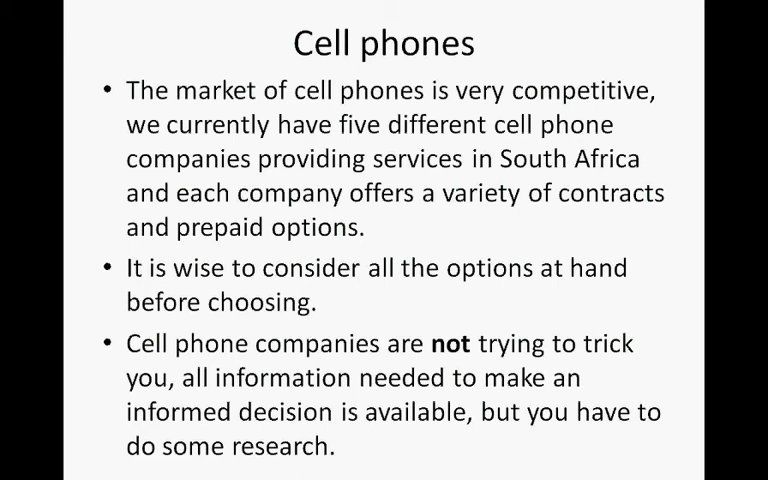 Cell phones
• The market of cell phones is very competitive,
we currently have five different cell phone
companies providing services in South Africa
and each company offers a variety of contracts
and prepaid options.
• It is wise to consider all the options at hand
before choosing.
• Cell phone companies are not trying to trick
you, all information needed to make an
informed decision is available, but you have to
do some research.